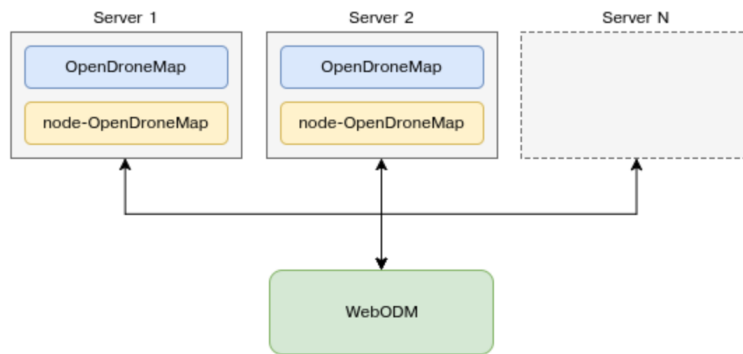 Server 1
Server 2
Server N
OpenDroneMap
OpenDroneMap
node-OpenDroneMap
node-OpenDroneMap
WebODM